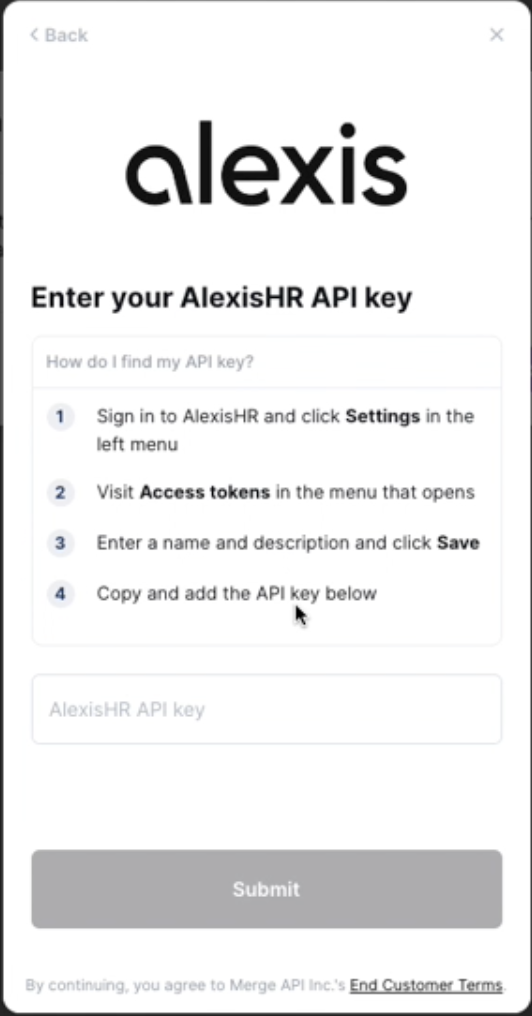 Back
alexis
Enter your AlexisHR API key
How do I find my API key?
1 Sign in to AlexisHR and click Settings in the
left menu
2 Visit Access tokens in the menu that opens
3 Enter a name and description and click Save
4 Copy and add the API key below
AlexisHR API key
Submit
By continuing, you agree to Merge API Inc.'s End Customer Terms.